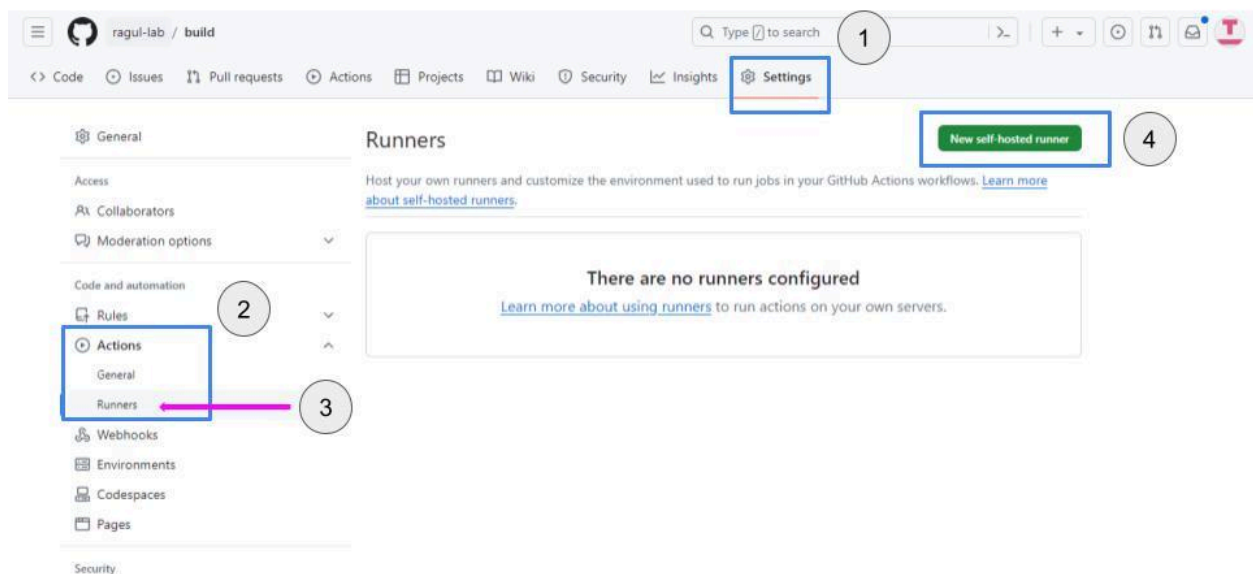 ragul-lab / build
Type / to search
1
Code Issues Pull requests Actions Projects Wiki Security Insights Settings
General
Access
Collaborators
Moderation options
Code and automation
2
Rules
Actions
General
Runners
3
Webhooks
Environments
Codespaces
Pages
Security
Runners
New self-hosted runner
4
Host your own runners and customize the environment used to run jobs in your GitHub Actions workflows. Learn more
about self-hosted runners.
There are no runners configured
Learn more about using runners to run actions on your own servers.